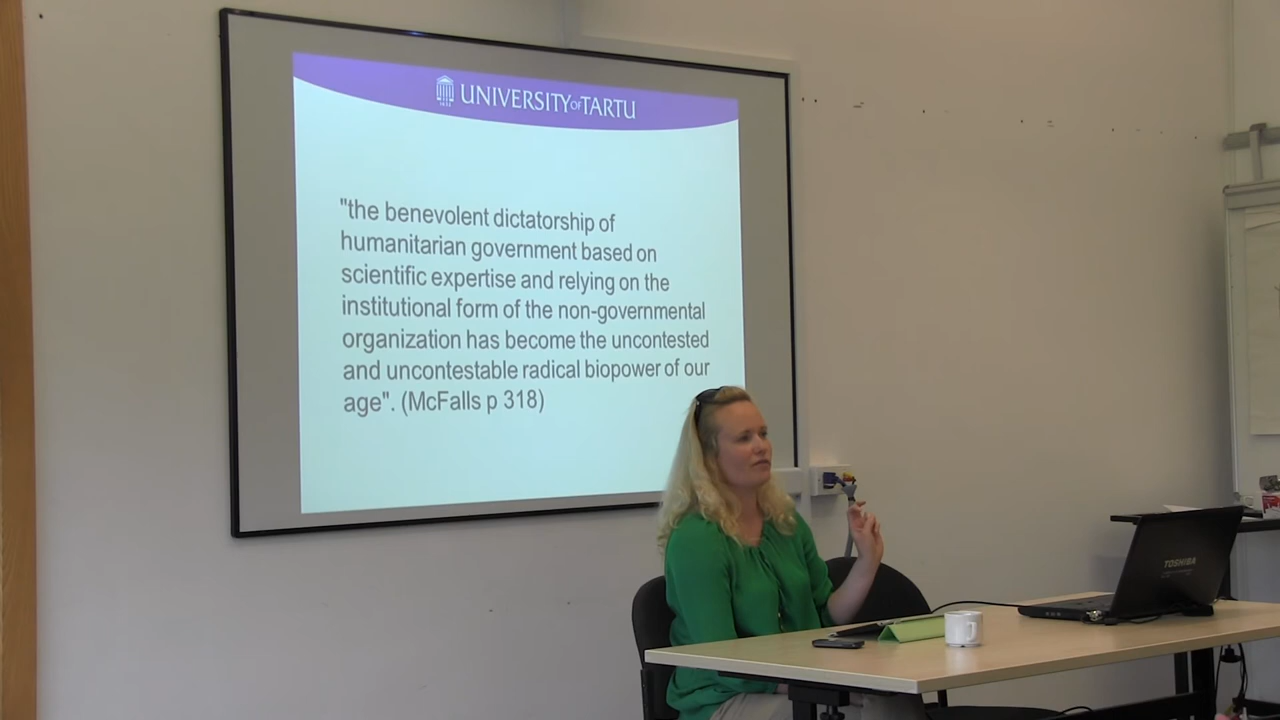 UNIVERSITY OF TARTU
"the benevolent dictatorship of
humanitarian government based on
scientific expertise and relying on the
institutional form of the non-governmental
organization has become the uncontested
and uncontestable radical biopower of our
age". (McFalls p 318)
TOSHIBA